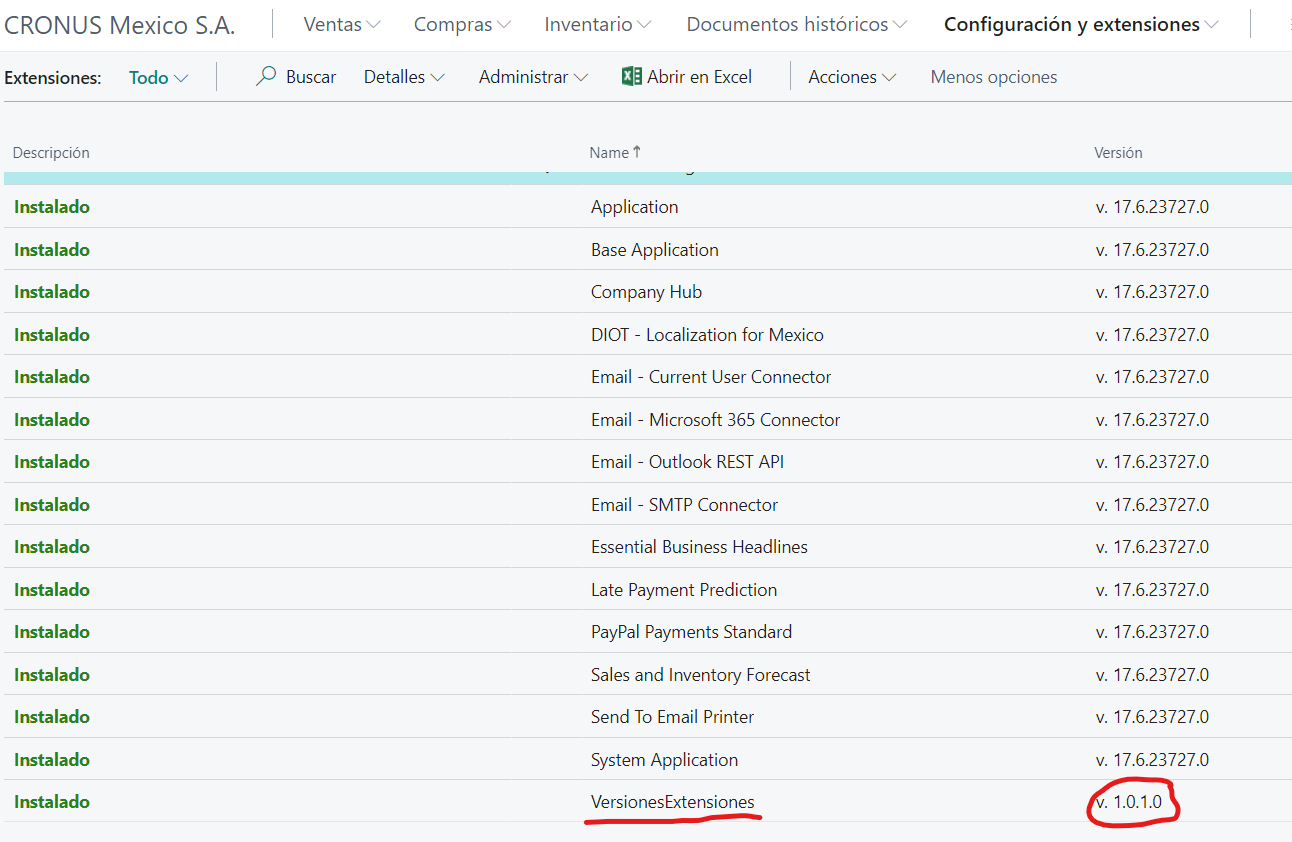 CRONUS Mexico S.A. Ventas Compras Inventario Documentos históricos Configuración y extensiones
Extensiones: Todo Buscar Detalles Administrar Abrir en Excel Acciones Menos opciones
Descripción Name ↑ Versión
Instalado Application v. 17.6.23727.0
Instalado Base Application v. 17.6.23727.0
Instalado Company Hub v. 17.6.23727.0
Instalado DIOT - Localization for Mexico v. 17.6.23727.0
Instalado Email - Current User Connector v. 17.6.23727.0
Instalado Email - Microsoft 365 Connector v. 17.6.23727.0
Instalado Email - Outlook REST API v. 17.6.23727.0
Instalado Email - SMTP Connector v. 17.6.23727.0
Instalado Essential Business Headlines v. 17.6.23727.0
Instalado Late Payment Prediction v. 17.6.23727.0
Instalado PayPal Payments Standard v. 17.6.23727.0
Instalado Sales and Inventory Forecast v. 17.6.23727.0
Instalado Send To Email Printer v. 17.6.23727.0
Instalado System Application v. 17.6.23727.0
Instalado VersionesExtensiones v. 1.0.1.0